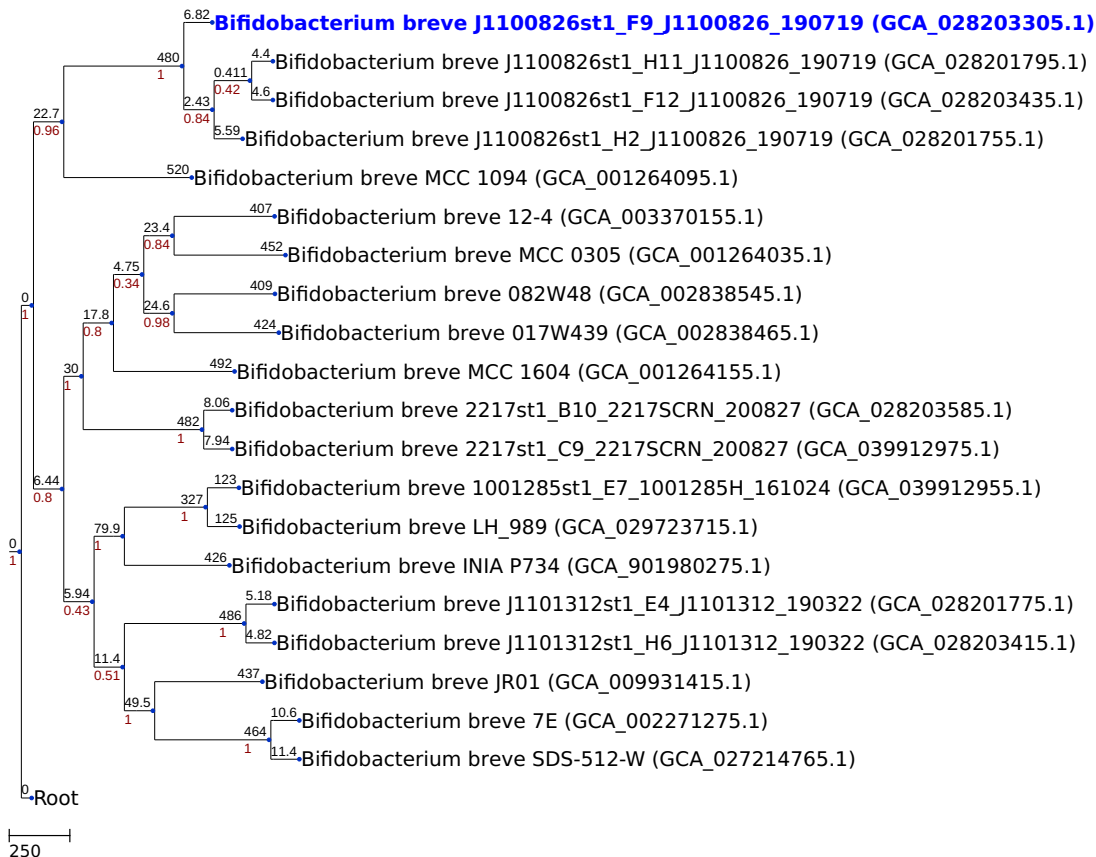 6.82
Bifidobacterium breve J1100826st1_F9_J1100826_190719 (GCA_028203305.1)
480
1
4.4
Bifidobacterium breve J1100826st1_H11_J1100826_190719 (GCA_028201795.1)
0.411
0.42
4.6
Bifidobacterium breve J1100826st1_F12_J1100826_190719 (GCA_028203435.1)
2.43
0.84
5.59
Bifidobacterium breve J1100826st1_H2_J1100826_190719 (GCA_028201755.1)
22.7
0.96
520
Bifidobacterium breve MCC 1094 (GCA_001264095.1)
407
Bifidobacterium breve 12-4 (GCA_003370155.1)
23.4
0.84
452
Bifidobacterium breve MCC 0305 (GCA_001264035.1)
4.75
0.34
409
Bifidobacterium breve 082W48 (GCA_002838545.1)
0
1
24.6
0.98
17.8
0.8
424
Bifidobacterium breve 017W439 (GCA_002838465.1)
492
Bifidobacterium breve MCC 1604 (GCA_001264155.1)
30
1
8.06
Bifidobacterium breve 2217st1_B10_2217SCRN_200827 (GCA_028203585.1)
482
1
7.94
Bifidobacterium breve 2217st1_C9_2217SCRN_200827 (GCA_039912975.1)
6.44
0.8
123
Bifidobacterium breve 1001285st1_E7_1001285H_161024 (GCA_039912955.1)
327
1
125
Bifidobacterium breve LH_989 (GCA_029723715.1)
79.9
1
0
1
426
Bifidobacterium breve INIA P734 (GCA_901980275.1)
5.94
0.43
5.18
Bifidobacterium breve J1101312st1_E4_J1101312_190322 (GCA_028201775.1)
486
1
4.82
Bifidobacterium breve J1101312st1_H6_J1101312_190322 (GCA_028203415.1)
11.4
0.51
437
Bifidobacterium breve JR01 (GCA_009931415.1)
49.5
1
10.6
Bifidobacterium breve 7E (GCA_002271275.1)
464
1
11.4
Bifidobacterium breve SDS-512-W (GCA_027214765.1)
0
Root
250